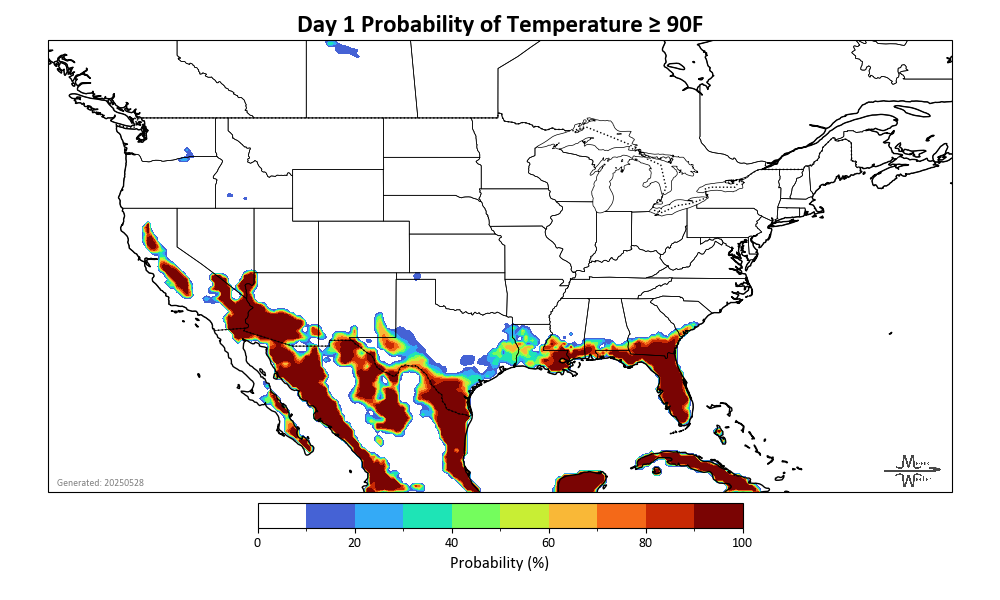 Day 1 Probability of Temperature ≥ 90F
Generated: 20250528
0 20 40 60 80 100
Probability (%)